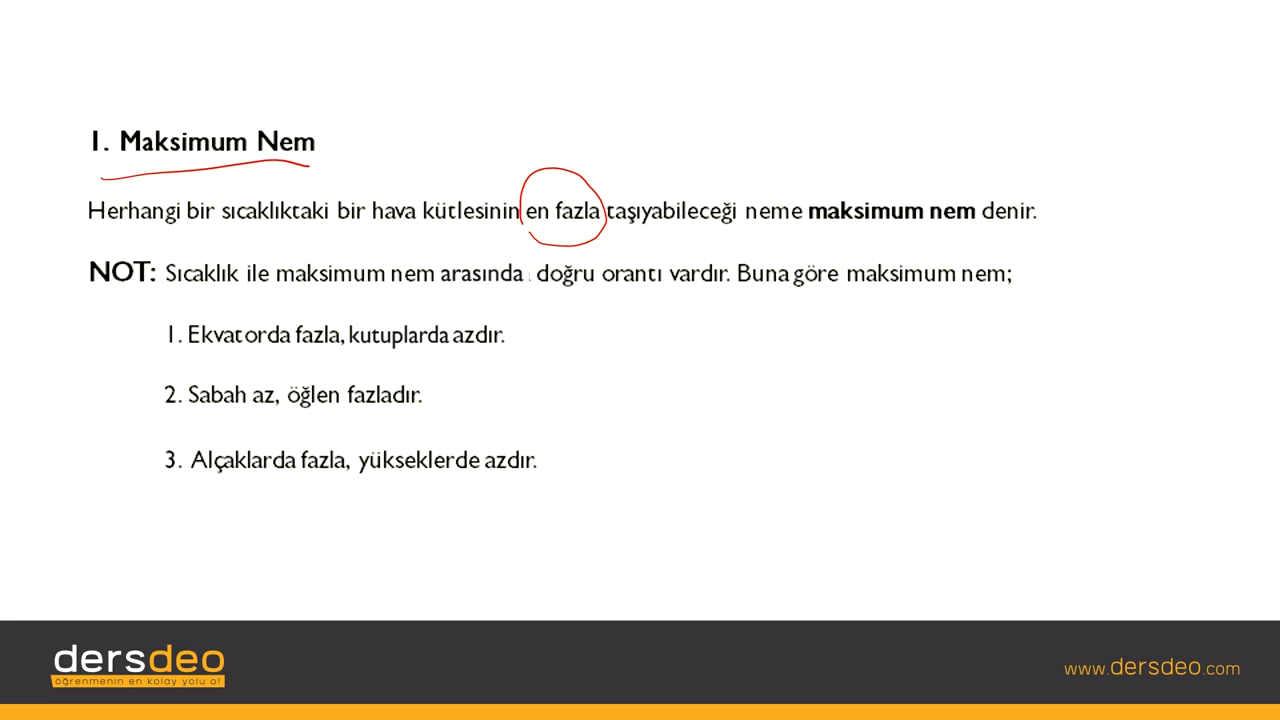 1. Maksimum Nem
Herhangi bir sıcaklıktaki bir hava kütlesinin en fazla taşıyabileceği neme maksimum nem denir.
NOT: Sıcaklık ile maksimum nem arasında doğru orantı vardır. Buna göre maksimum nem;
1. Ekvatorda fazla, kutuplarda azdır.
2. Sabah az, öğlen fazladır.
3. Alçaklarda fazla, yükseklerde azdır.
dersdeo
öğrenmenin en kolay yolu o!
www.dersdeo.com